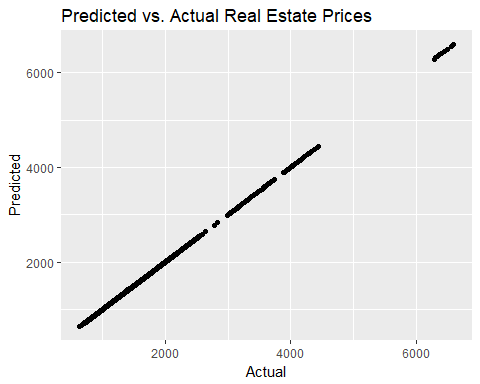 Predicted vs. Actual Real Estate Prices
6000
4000
2000
Predicted
2000 4000 6000
Actual